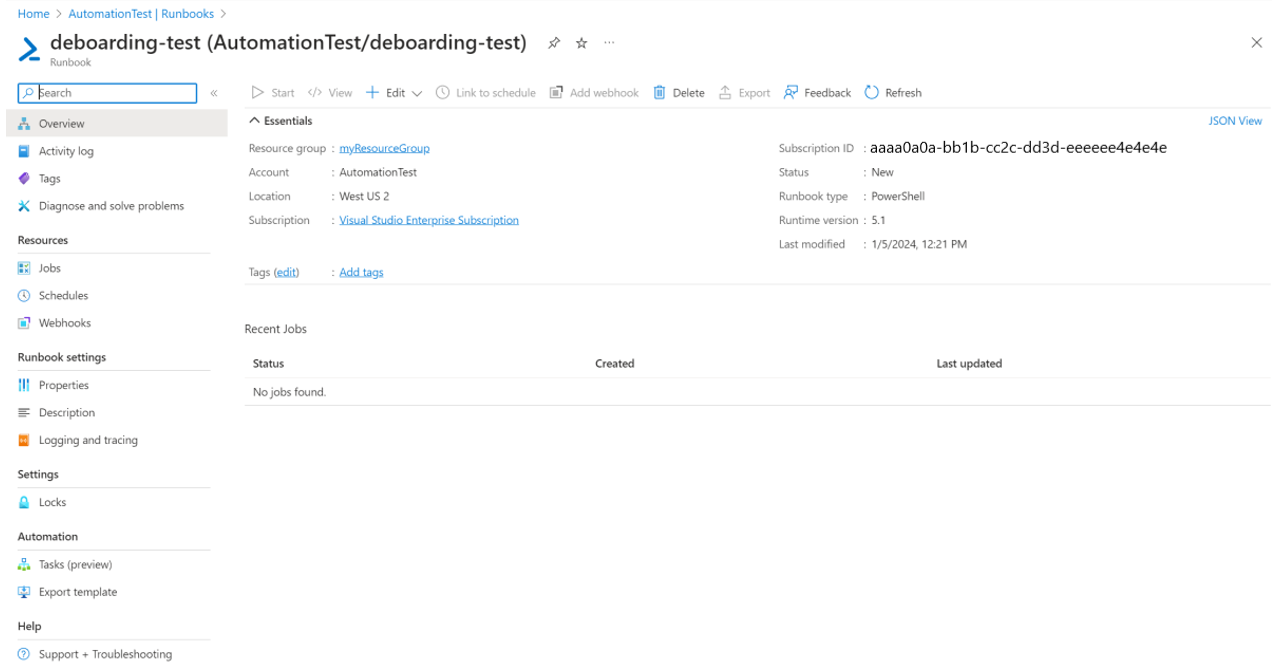 Home > AutomationTest | Runbooks >
deboarding-test (AutomationTest/deboarding-test)
Runbook
Search
Start View Edit Link to schedule Add webhook Delete Export Feedback Refresh
Overview
Activity log
Tags
Diagnose and solve problems
Resources
Jobs
Schedules
Webhooks
Runbook settings
Properties
Description
Logging and tracing
Settings
Locks
Automation
Tasks (preview)
Export template
Help
Support + Troubleshooting
Essentials
JSON View
Resource group : myResourceGroup
Account : AutomationTest
Location : West US 2
Subscription : Visual Studio Enterprise Subscription
Subscription ID : aaaa0a0a-bb1b-cc2c-dd3d-eeeeee4e4e4e
Status : New
Runbook type : PowerShell
Runtime version : 5.1
Last modified : 1/5/2024, 12:21 PM
Tags (edit) : Add tags
Recent Jobs
Status Created Last updated
No jobs found.